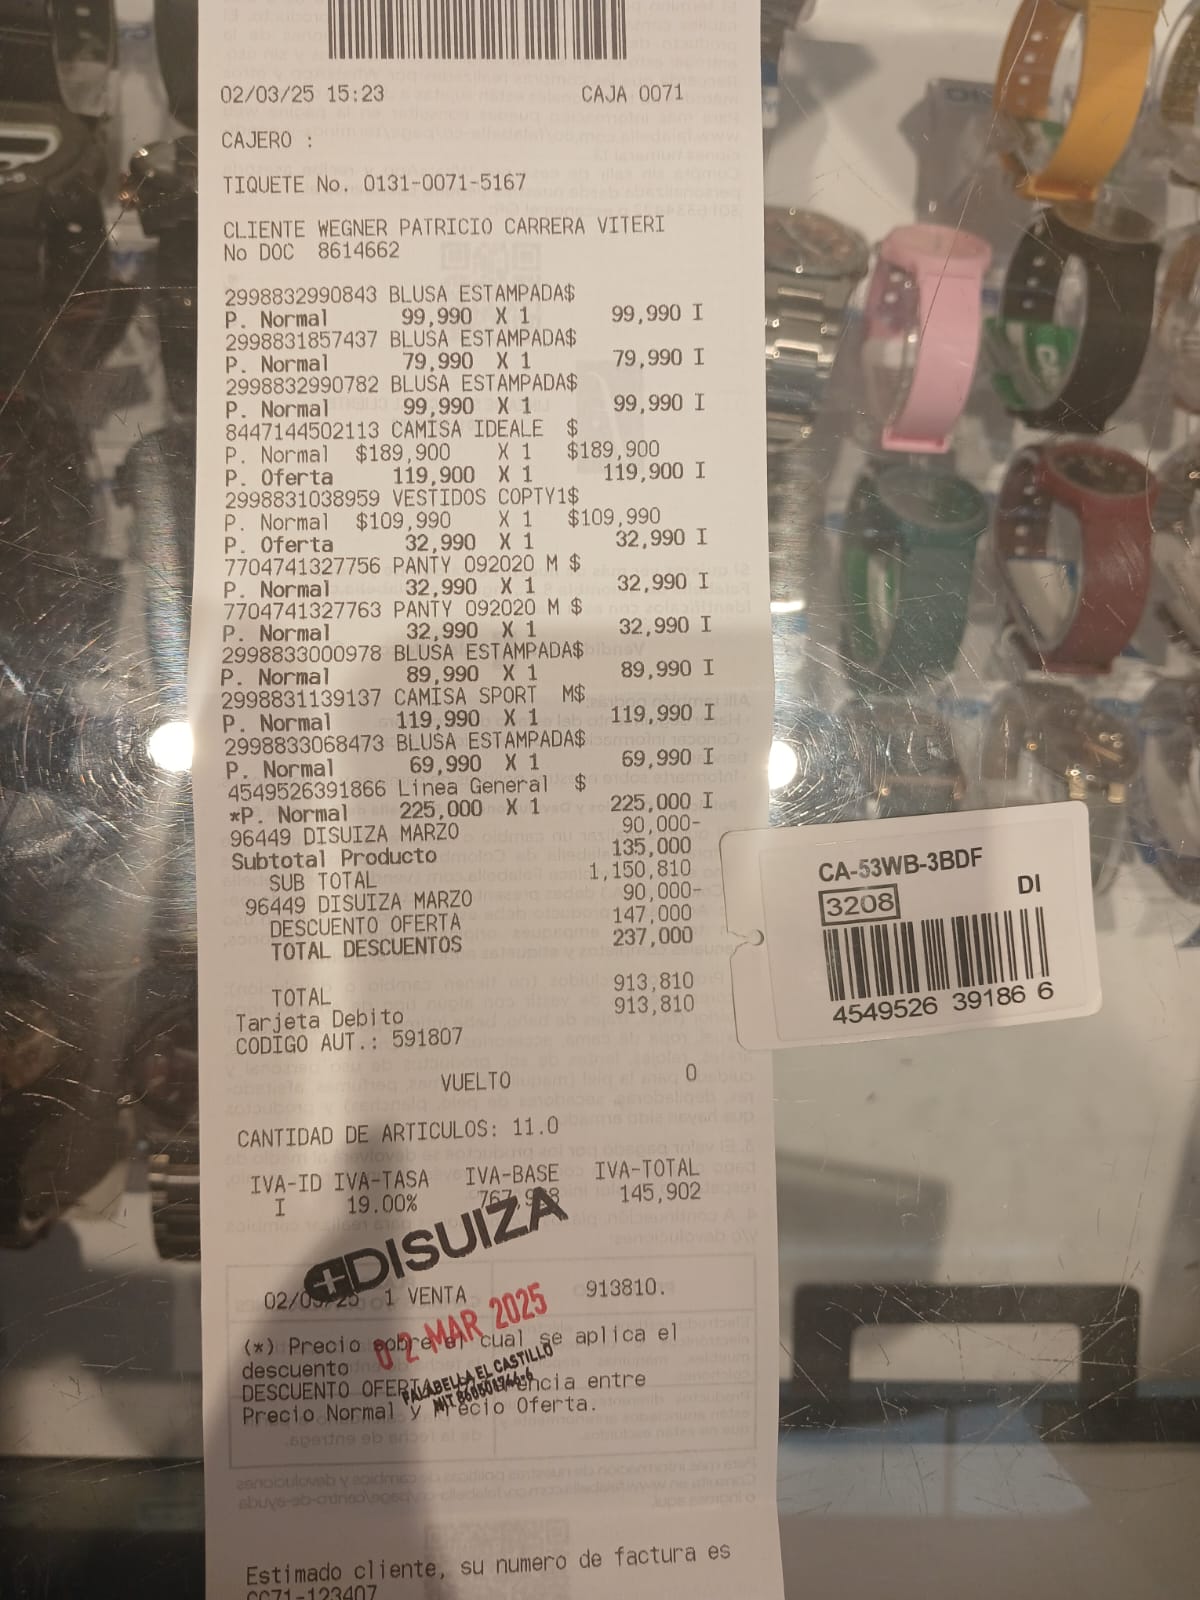 02/03/25 15:23 CAJA 0071
CAJERO :
TIQUETE No. 0131-0071-5167
CLIENTE WEGNER PATRICIO CARRERA VITERI
No DOC 8614662
2998832990843 BLUSA ESTAMPADA$
P. Normal 99,990 X 1 99,990 I
2998831857437 BLUSA ESTAMPADA$
P. Normal 79,990 X 1 79,990 I
2998832990782 BLUSA ESTAMPADA$
P. Normal 99,990 X 1 99,990 I
8447144502113 CAMISA IDEALE $
P. Normal $189,900 X 1 $189,900
P. Oferta 119,900 X 1 119,900 I
2998831038959 VESTIDOS COPTY1$
P. Normal $109,990 X 1 $109,990
P. Oferta 32,990 X 1 32,990 I
7704741327756 PANTY 092020 M $
P. Normal 32,990 X 1 32,990 I
7704741327763 PANTY 092020 M $
P. Normal 32,990 X 1 32,990 I
2998833000978 BLUSA ESTAMPADA$
P. Normal 89,990 X 1 89,990 I
2998831139137 CAMISA SPORT M$
P. Normal 119,990 X 1 119,990 I
2998833068473 BLUSA ESTAMPADA$
P. Normal 69,990 X 1 69,990 I
4549526391866 Linea General $
*P. Normal 225,000 X 1 225,000 I
96449 DISUIZA MARZO 90,000-
Subtotal Producto 135,000
SUB TOTAL 1,150,810
96449 DISUIZA MARZO 90,000-
DESCUENTO OFERTA 147,000
TOTAL DESCUENTOS 237,000
TOTAL 913,810
Tarjeta Debito 913,810
CODIGO AUT.: 591807
VUELTO 0
CANTIDAD DE ARTICULOS: 11.0
IVA-ID IVA-TASA IVA-BASE IVA-TOTAL
I 19.00% 145,902
DISUIZA
02/03/25 1 VENTA 913810.
02 MAR 2025
(*) Precio sobre el cual se aplica el
descuento
FALABELLA EL CASTILLO
DESCUENTO OFERTA encia entre
Precio Normal y Precio Oferta.
Estimado cliente, su numero de factura es
CC71-123407
CA-53WB-3BDF
3208 DI
4549526 39186 6